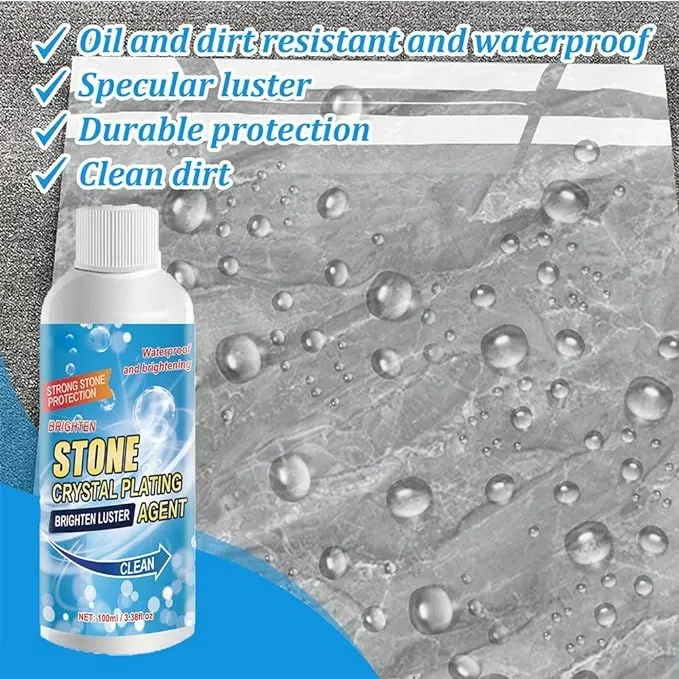 Oil and dirt resistant and waterproof
Specular luster
Durable protection
Clean dirt
Waterproof
and brightening
STRONG STONE
PROTECTION
BRIGHTEN
STONE
CRYSTAL PLATING
BRIGHTEN LUSTER AGENT
CLEAN
NET: 100ml / 3.38fl.oz